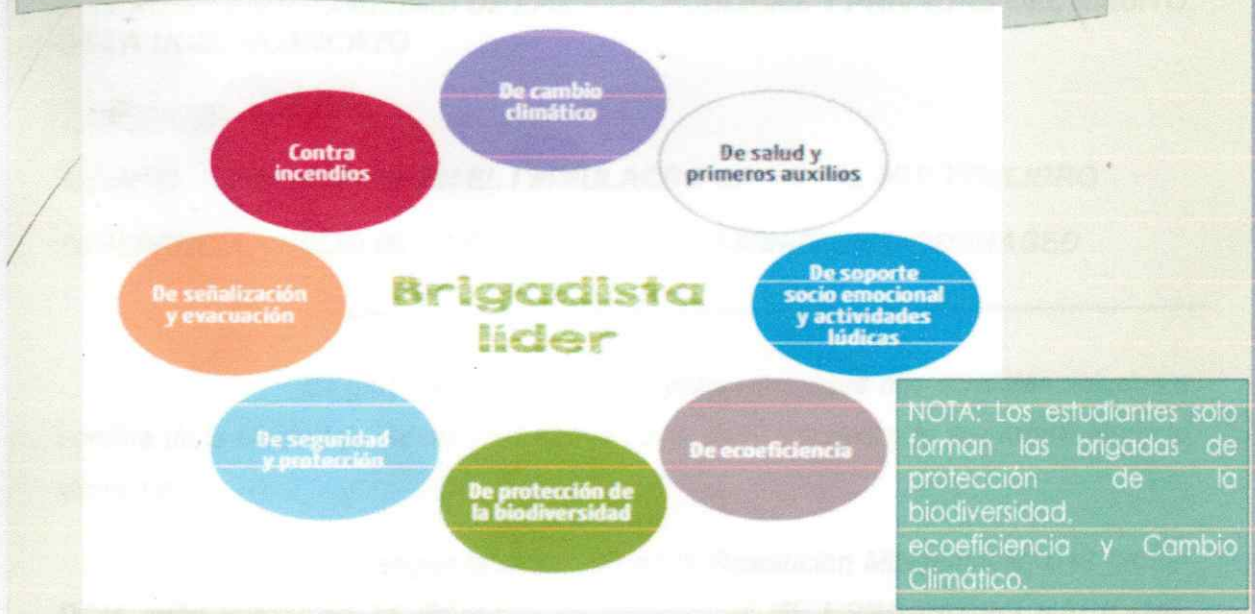 De cambio
climático
Contra
incendios
De salud y
primeros auxilios
De señalización
y evacuación
Brigadista
líder
De soporte
socio emocional
y actividades
lúdicas
De seguridad
y protección
De ecoeficiencia
De protección de
la biodiversidad
NOTA: Los estudiantes solo
forman las brigadas de
protección de la
biodiversidad,
ecoeficiencia y Cambio
Climático.